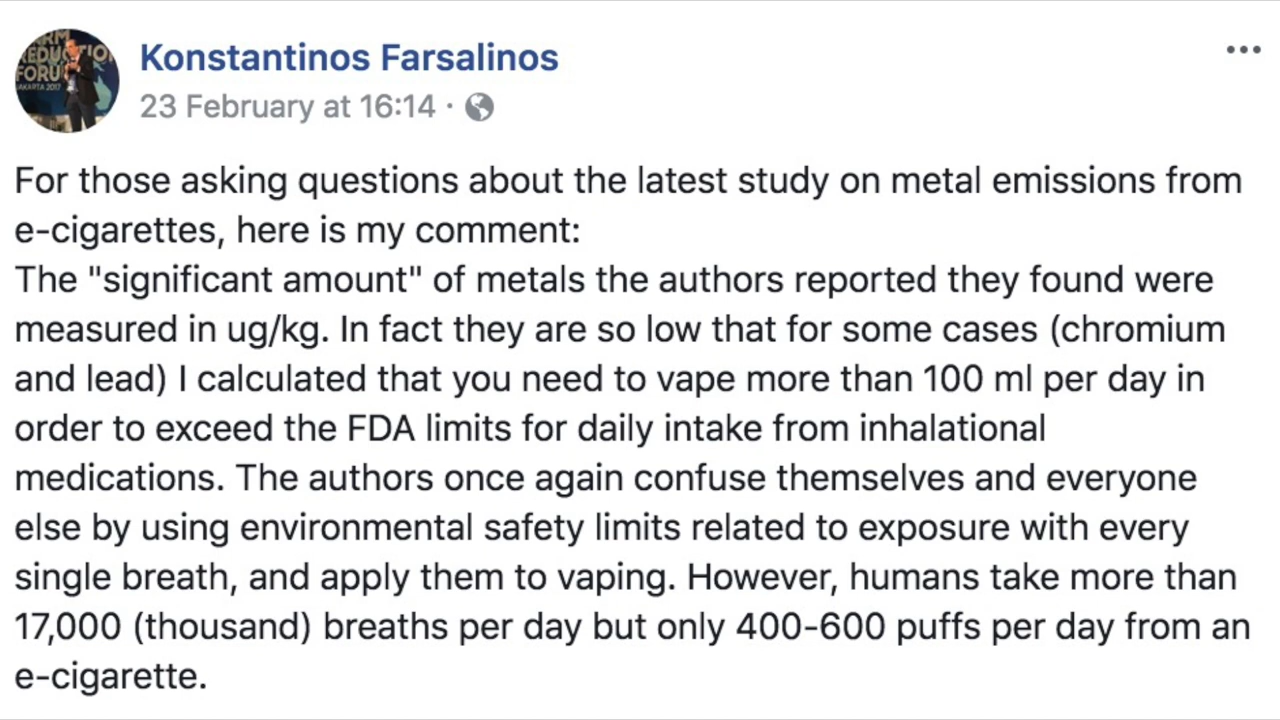 HARM
REDUCTION
FORUM
JAKARTA 2017
Konstantinos Farsalinos
23 February at 16:14 ·
For those asking questions about the latest study on metal emissions from
e-cigarettes, here is my comment:
The "significant amount" of metals the authors reported they found were
measured in ug/kg. In fact they are so low that for some cases (chromium
and lead) I calculated that you need to vape more than 100 ml per day in
order to exceed the FDA limits for daily intake from inhalational
medications. The authors once again confuse themselves and everyone
else by using environmental safety limits related to exposure with every
single breath, and apply them to vaping. However, humans take more than
17,000 (thousand) breaths per day but only 400-600 puffs per day from an
e-cigarette.